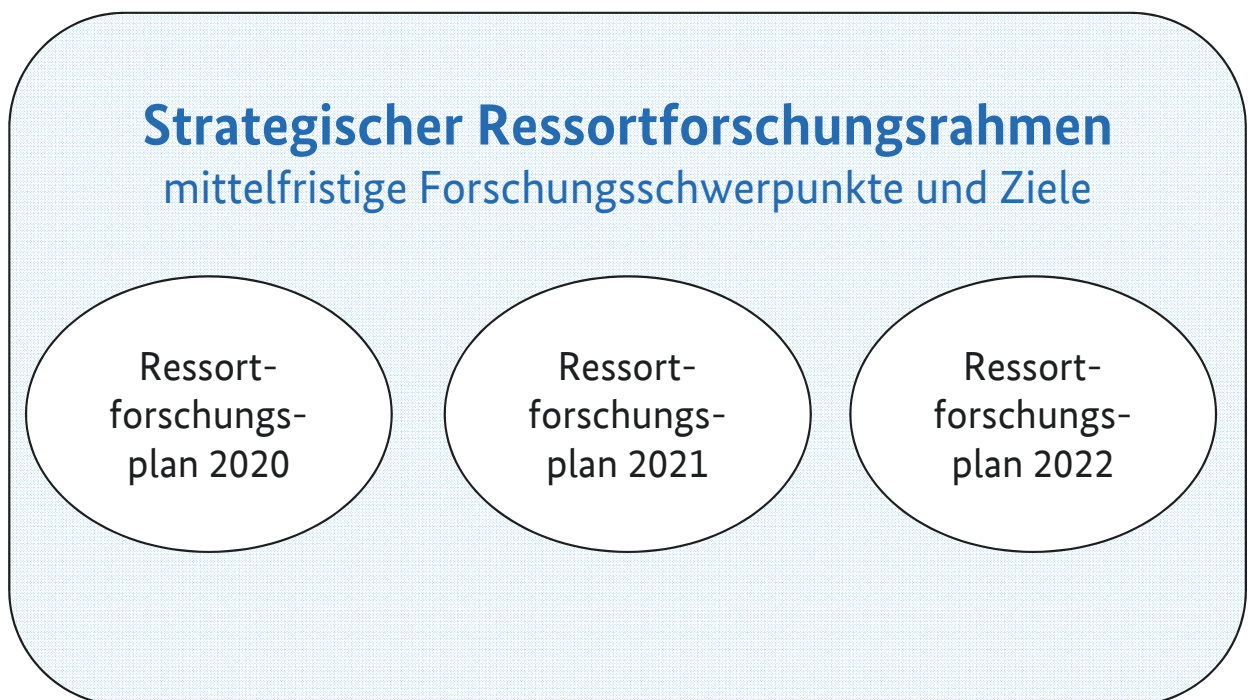 Strategischer Ressortforschungsrahmen
mittelfristige Forschungsschwerpunkte und Ziele
Ressort-
forschungs-
plan 2020
Ressort-
forschungs-
plan 2021
Ressort-
forschungs-
plan 2022